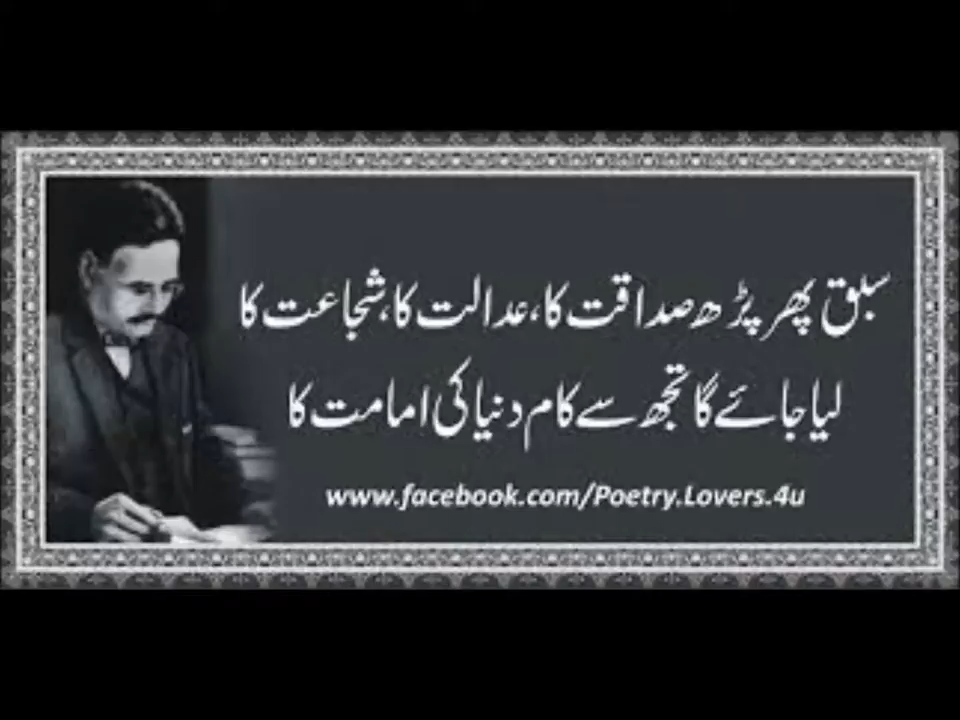 سبق پھر پڑھ صداقت کا، عدالت کا، شجاعت کا
لیا جائے گا تجھ سے کام دنیا کی امامت کا
www.facebook.com/Poetry.Lovers.4u